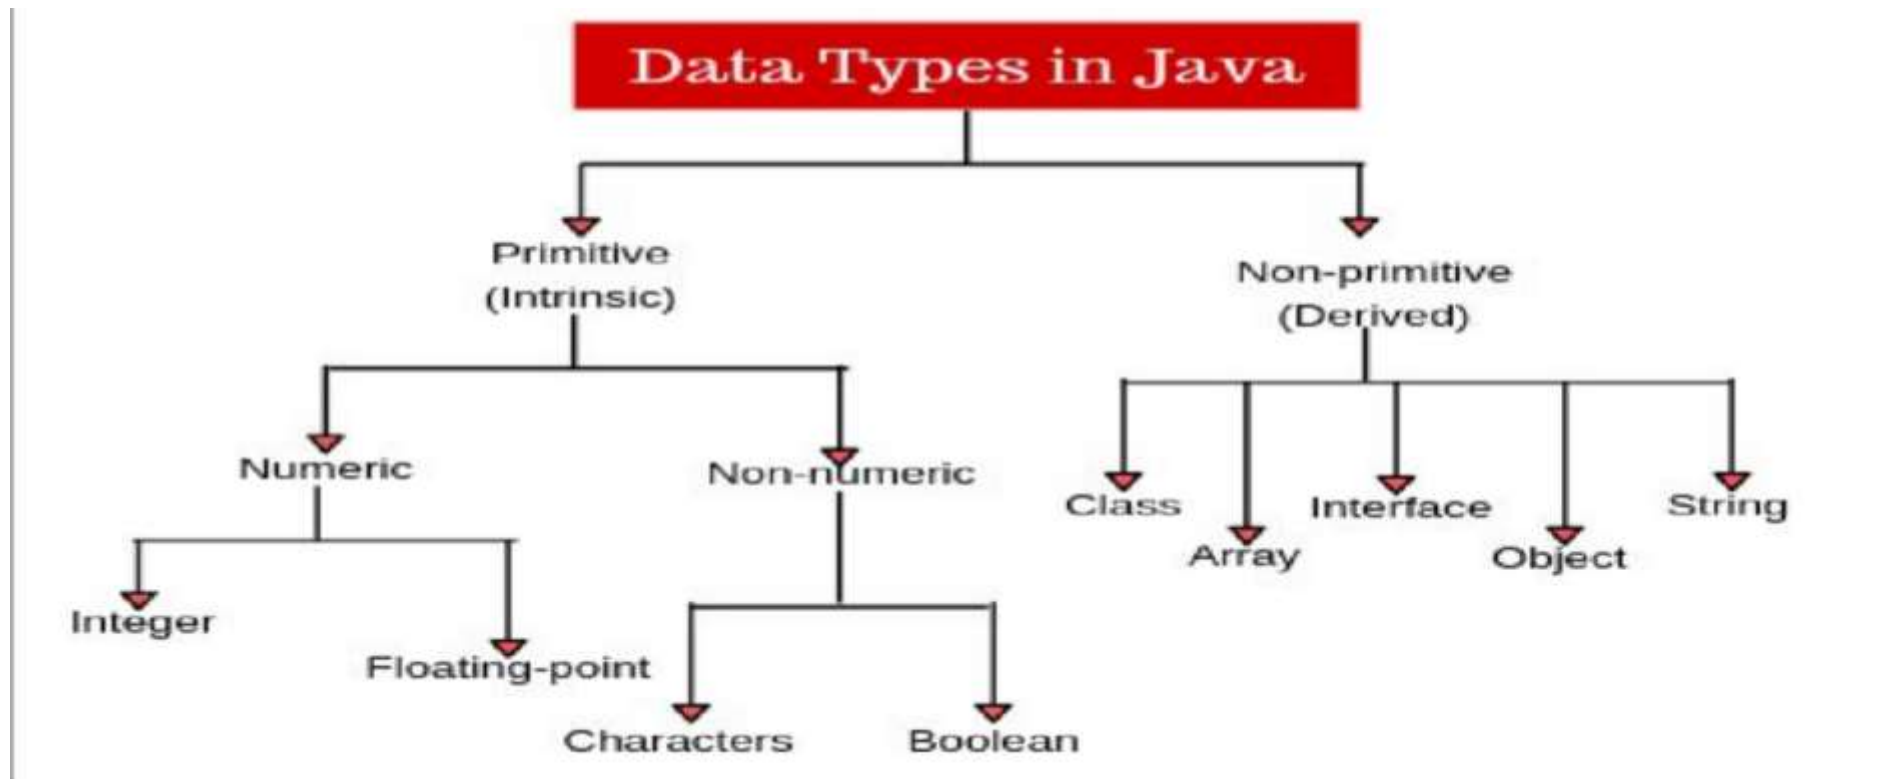 Data Types in Java
Primitive
(Intrinsic)
Non-primitive
(Derived)
Numeric
Non-numeric
Class
Interface
String
Array
Object
Integer
Floating-point
Characters
Boolean